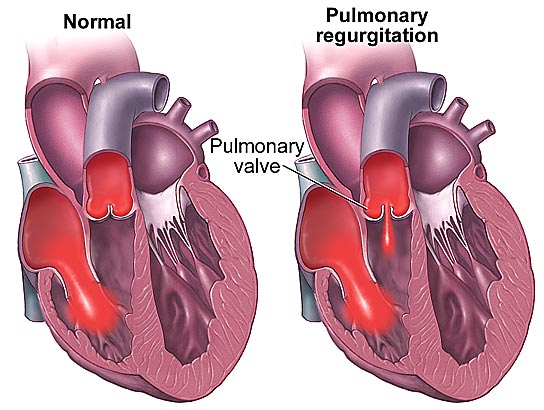 Normal
Pulmonary
regurgitation
Pulmonary
valve